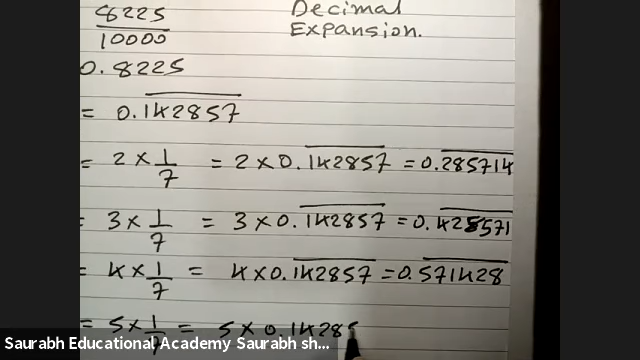 8225
10000
Decimal
Expansion.
0.8225
= 0.142857
= 2 × 1/7 = 2 × 0.142857 = 0.285714
= 3 × 1/7 = 3 × 0.142857 = 0.428571
= 4 × 1/7 = 4 × 0.142857 = 0.571428
= 5 × 1/7 = 5 × 0.1428
Saurabh Educational Academy Saurabh sh...